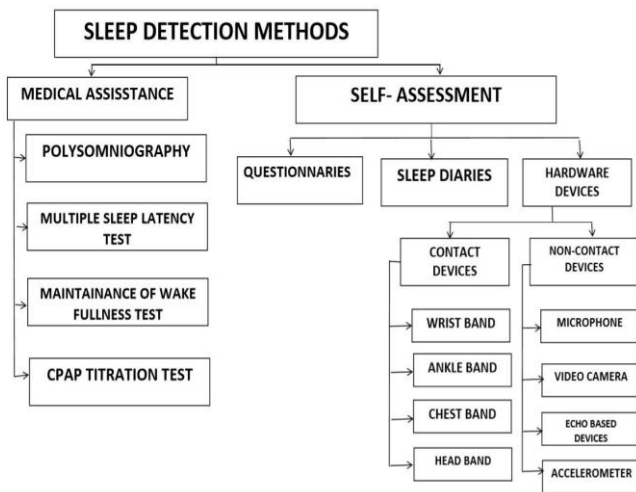 SLEEP DETECTION METHODS
MEDICAL ASSISSTANCE
POLYSOMNIOGRAPHY
MULTIPLE SLEEP LATENCY
TEST
MAINTAINANCE OF WAKE
FULLNESS TEST
CPAP TITRATION TEST
SELF- ASSESSMENT
QUESTIONNARIES
SLEEP DIARIES
HARDWARE
DEVICES
CONTACT
DEVICES
WRIST BAND
ANKLE BAND
CHEST BAND
HEAD BAND
NON-CONTACT
DEVICES
MICROPHONE
VIDEO CAMERA
ECHO BASED
DEVICES
ACCELEROMETER